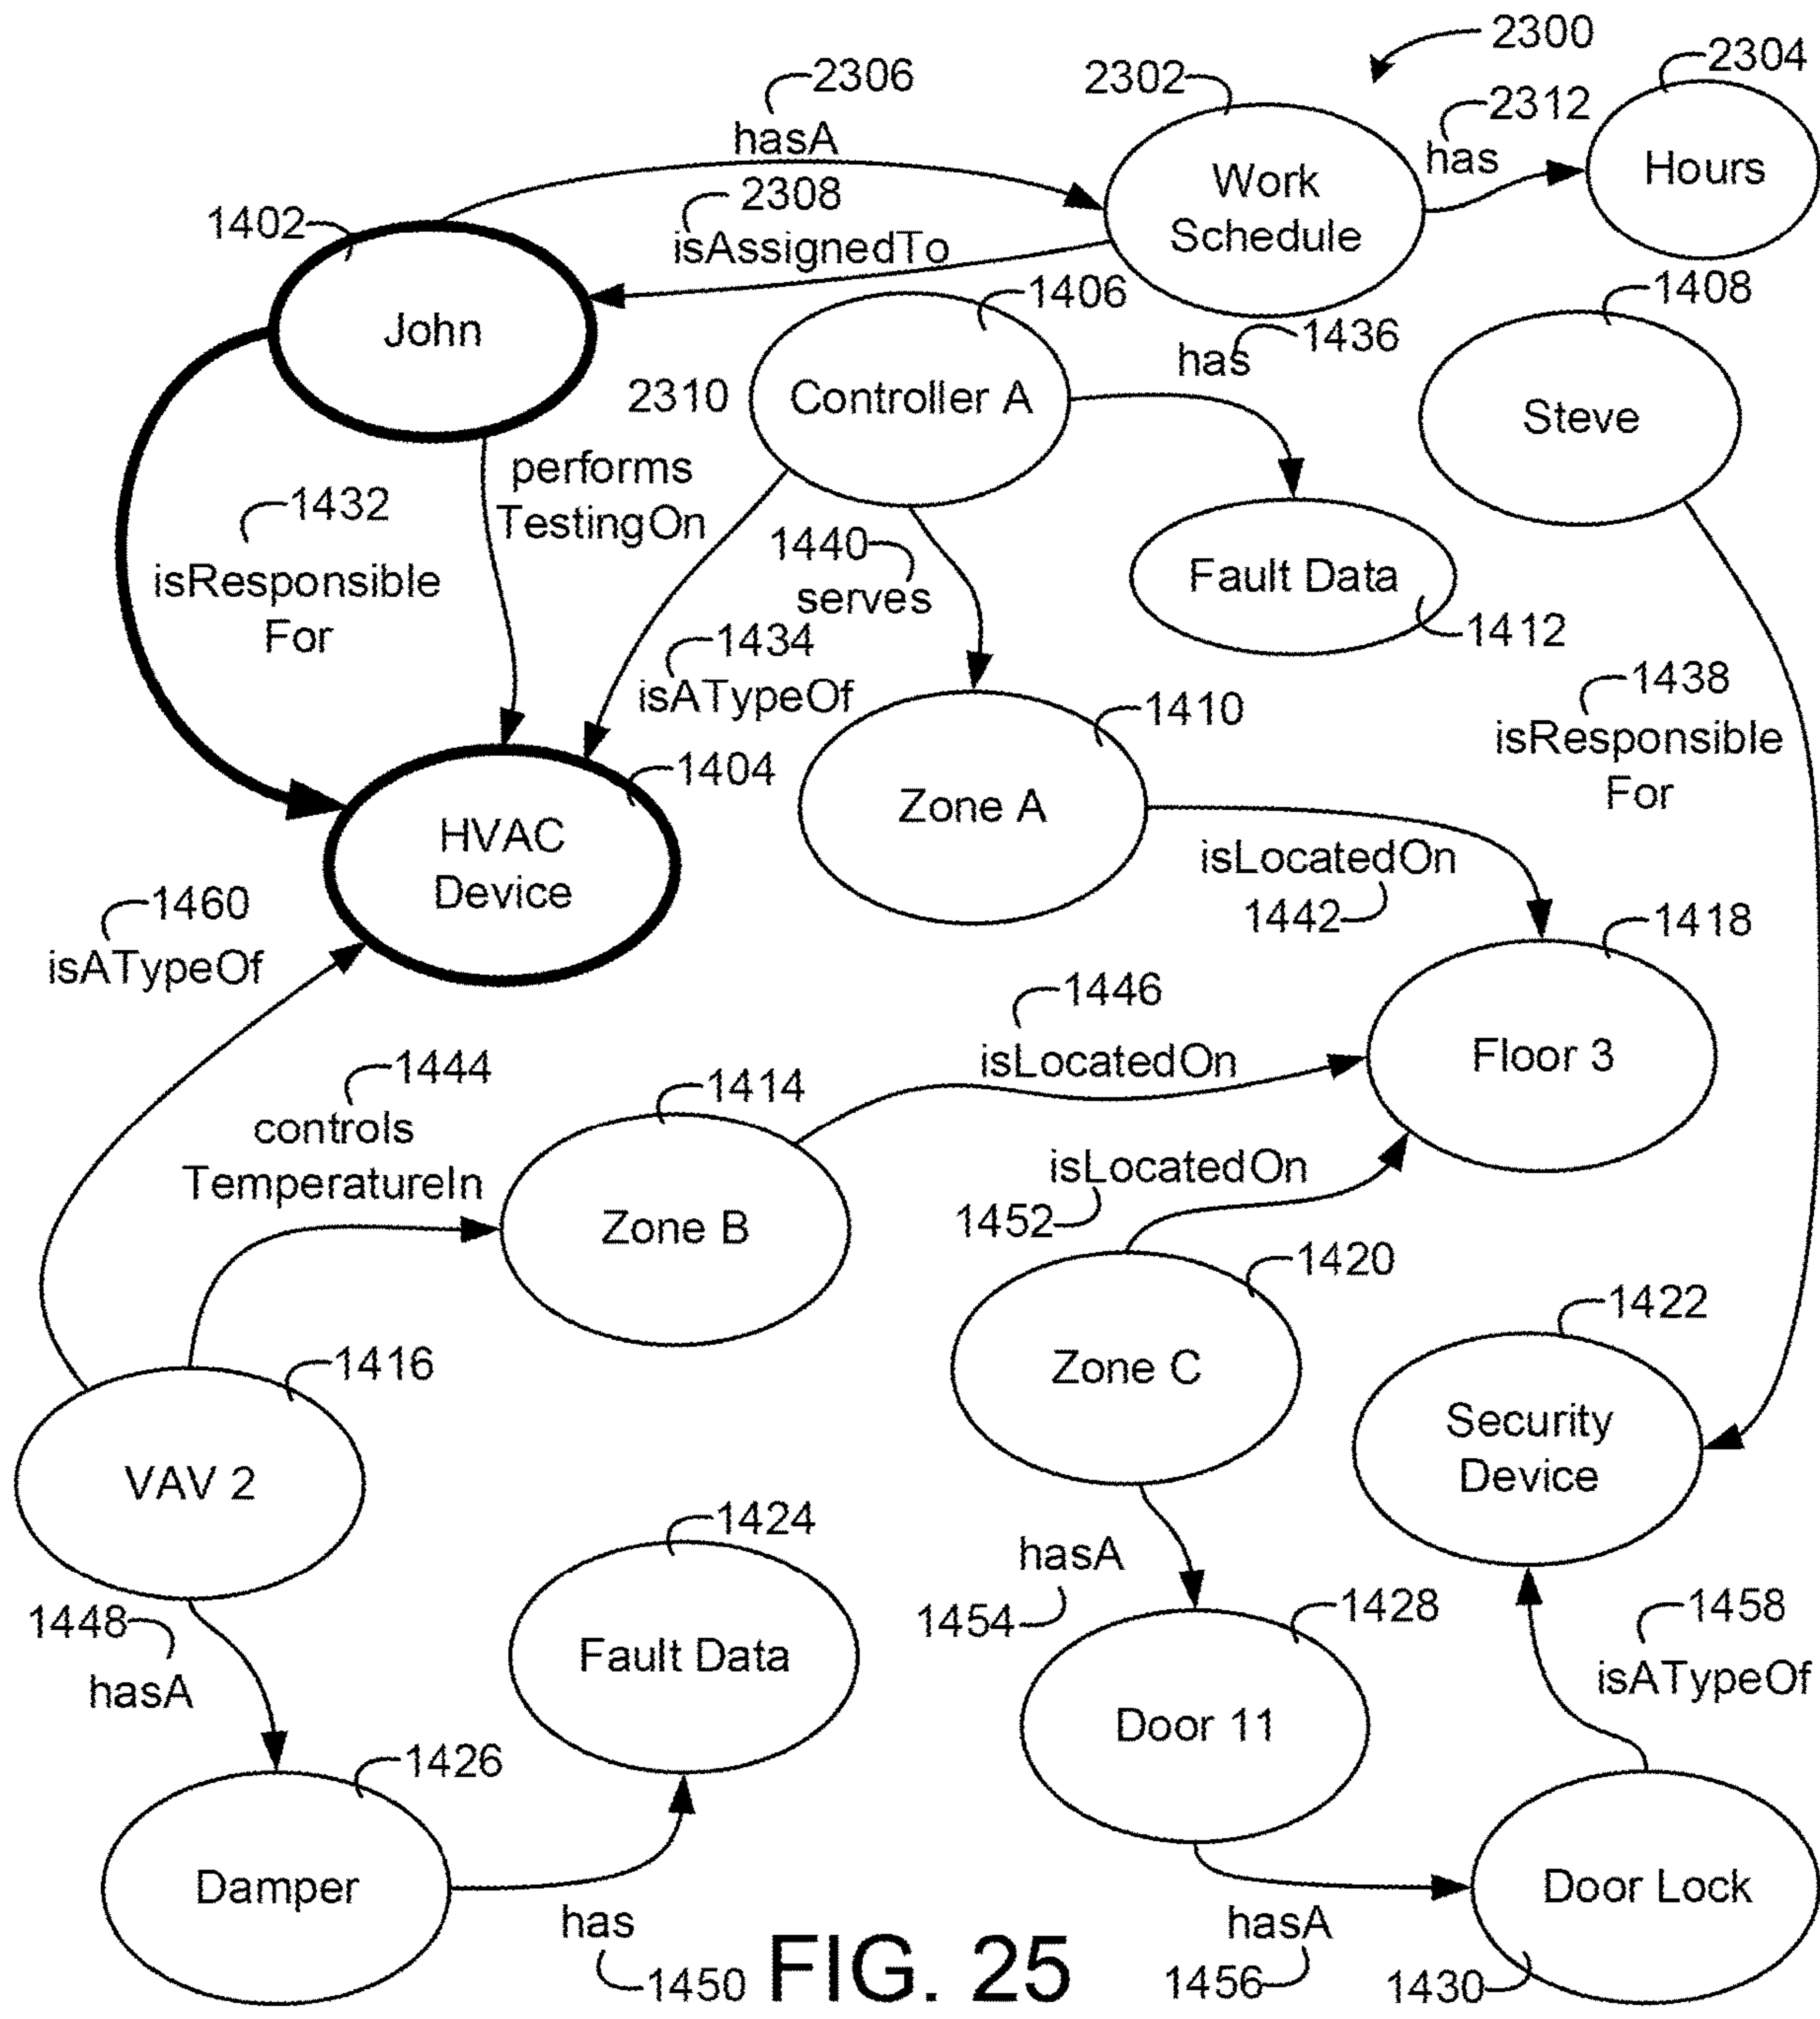 2300
2306
2302
2304
2312
hasA
has
Hours
Work
Schedule
2308
1402
isAssignedTo
John
1406
1408
has
1436
2310
Controller A
Steve
performs
TestingOn
1432
isResponsible
For
1440
serves
Fault Data
1412
1434
isATypeOf
1438
isResponsible
For
1410
1404
Zone A
HVAC
Device
isLocatedOn
1442
1460
isATypeOf
1418
1446
isLocatedOn
Floor 3
1444
controls
TemperatureIn
1414
isLocatedOn
1452
Zone B
1420
1422
1416
Zone C
Security
Device
VAV 2
1424
hasA
1454
1428
1458
isATypeOf
1448
hasA
Fault Data
Door 11
1426
Damper
Door Lock
has
1450
hasA
1456
1430
FIG. 25